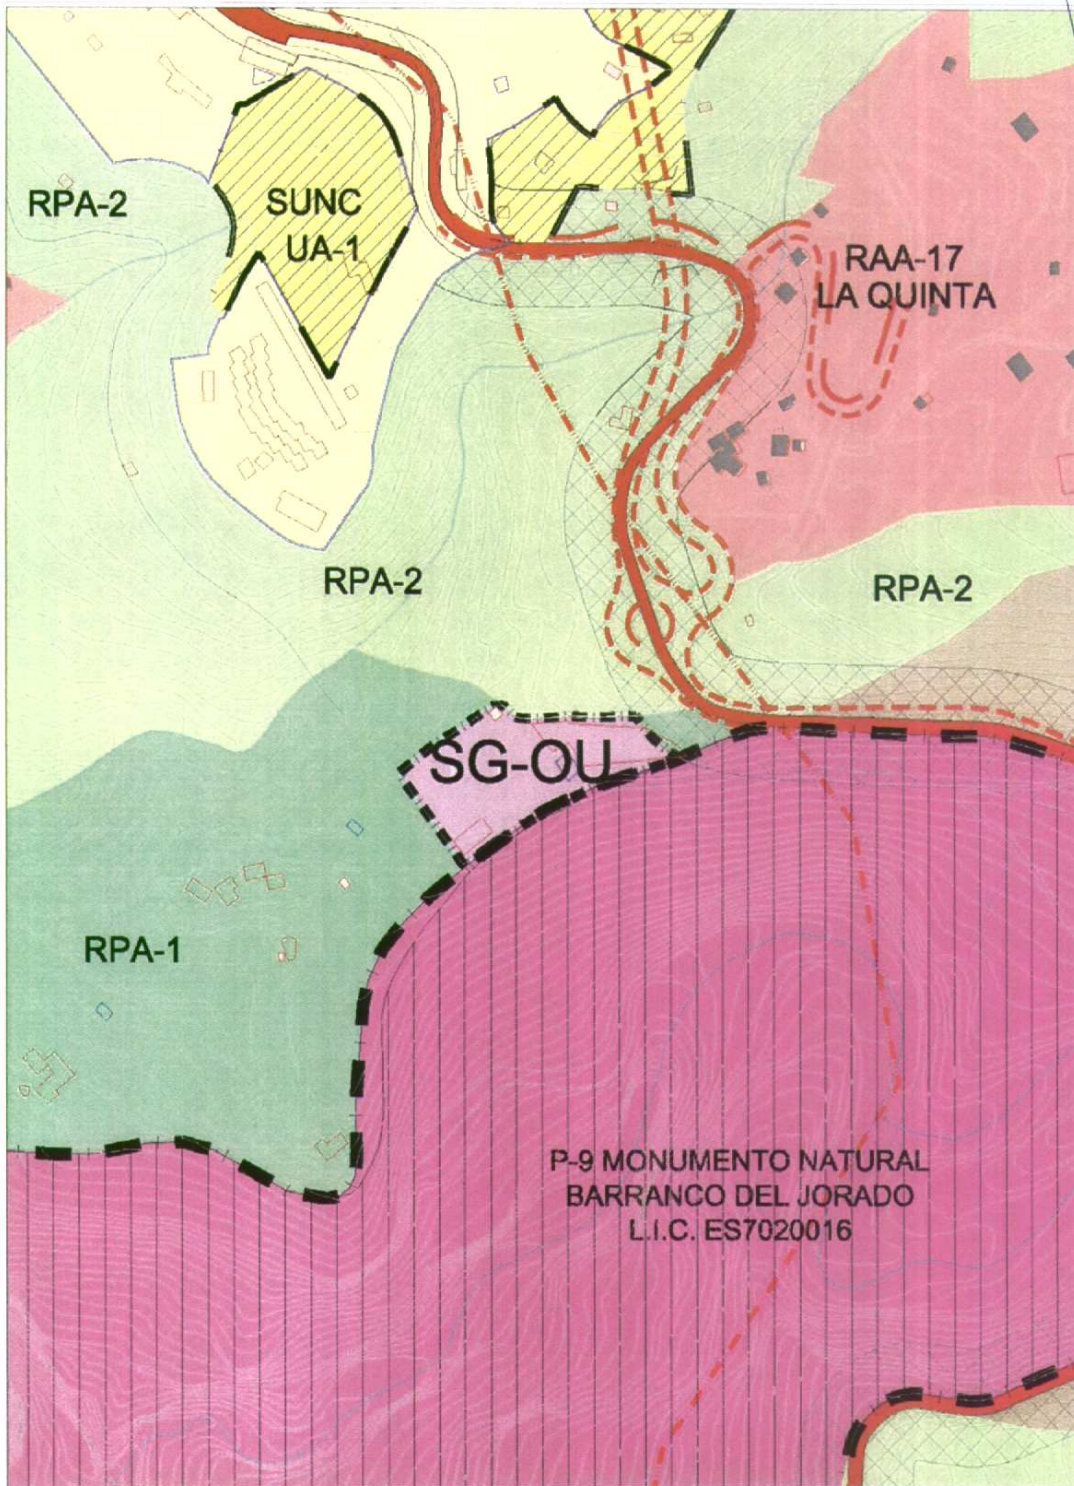 RPA-2
SUNC
UA-1
RAA-17
LA QUINTA
RPA-2
RPA-2
SG-OU
RPA-1
P-9 MONUMENTO NATURAL
BARRANCO DEL JORADO
L.I.C. ES7020016